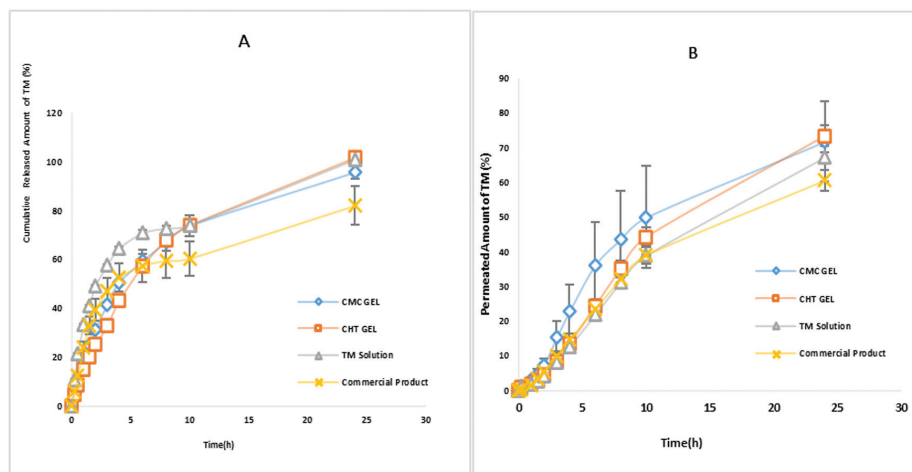 A
Cumulative Released Amount of TM (%)
120
100
80
60
40
20
0
0 5 10 15 20 25 30
Time(h)
CMC GEL
CHT GEL
TM Solution
Commercial Product
B
Permeated Amount of TM (%)
90
80
70
60
50
40
30
20
10
0
0 5 10 15 20 25 30
Time(h)
CMC GEL
CHT GEL
TM Solution
Commercial Product